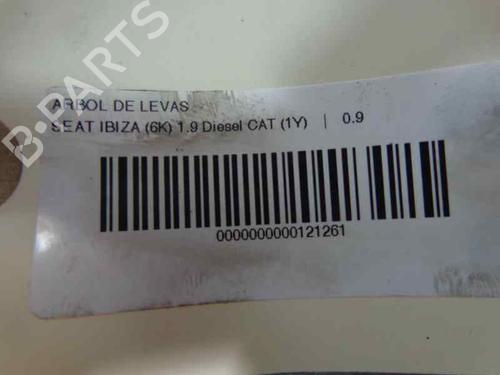 B-PARTS
ARBOL DE LEVAS
SEAT IBIZA (6K) 1.9 Diesel CAT (1Y) | 0.9
0000000000121261